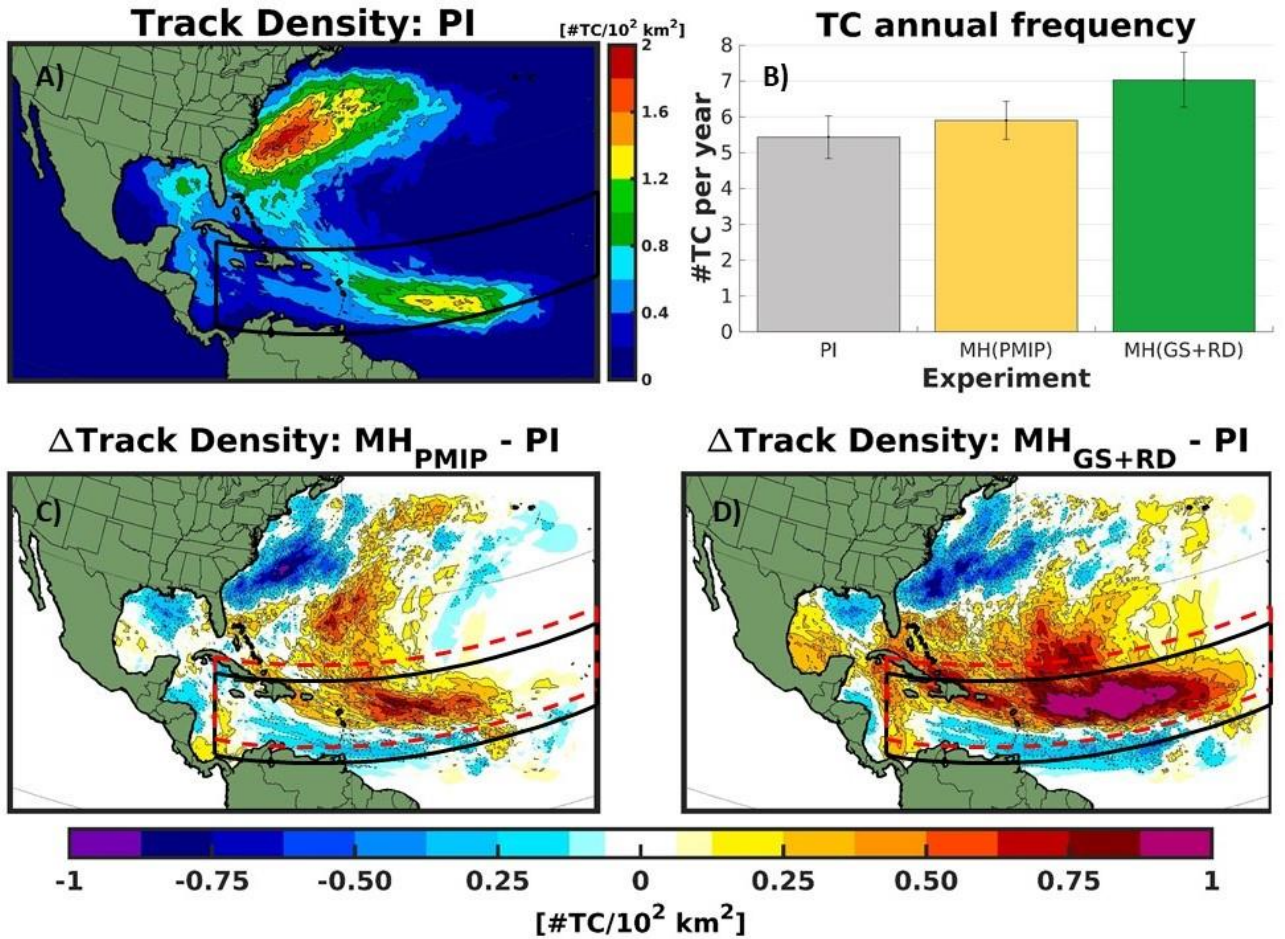 Track Density: PI
[#TC/10² km²]
A)
2
1.6
1.2
0.8
0.4
0
TC annual frequency
B)
#TC per year
8
7
6
5
4
3
2
1
0
PI MH(PMIP) MH(GS+RD)
Experiment
ΔTrack Density: MH_PMIP - PI
C)
ΔTrack Density: MH_GS+RD - PI
D)
-1 -0.75 -0.50 0.25 0 0.25 0.50 0.75 1
[#TC/10² km²]